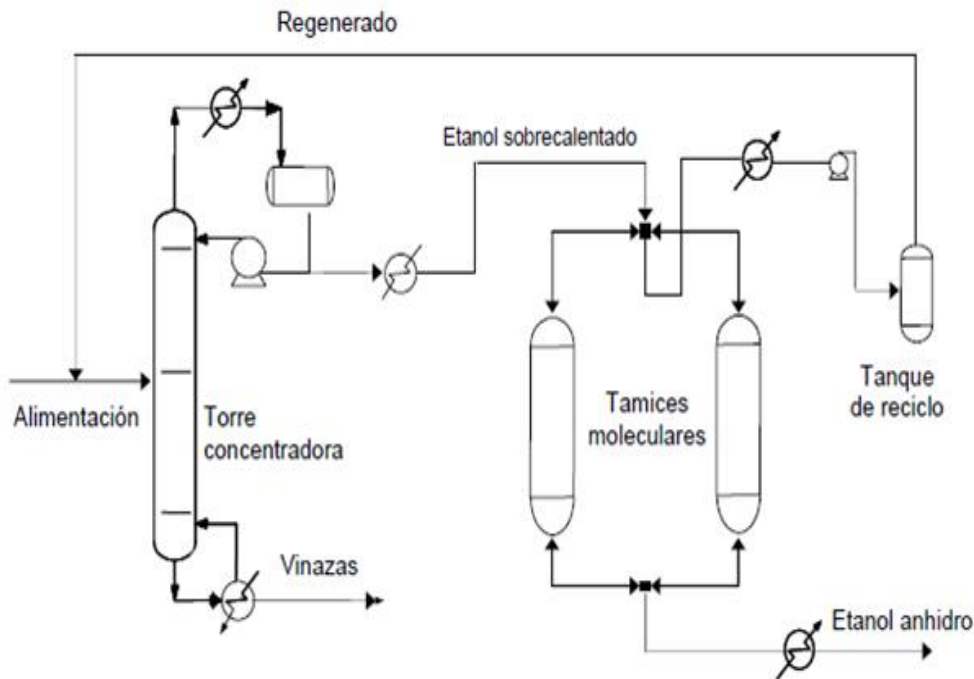 Regenerado
Etanol sobrecalentado
Alimentación
Torre
concentradora
Tamices
moleculares
Tanque
de reciclo
Vinazas
Etanol anhidro